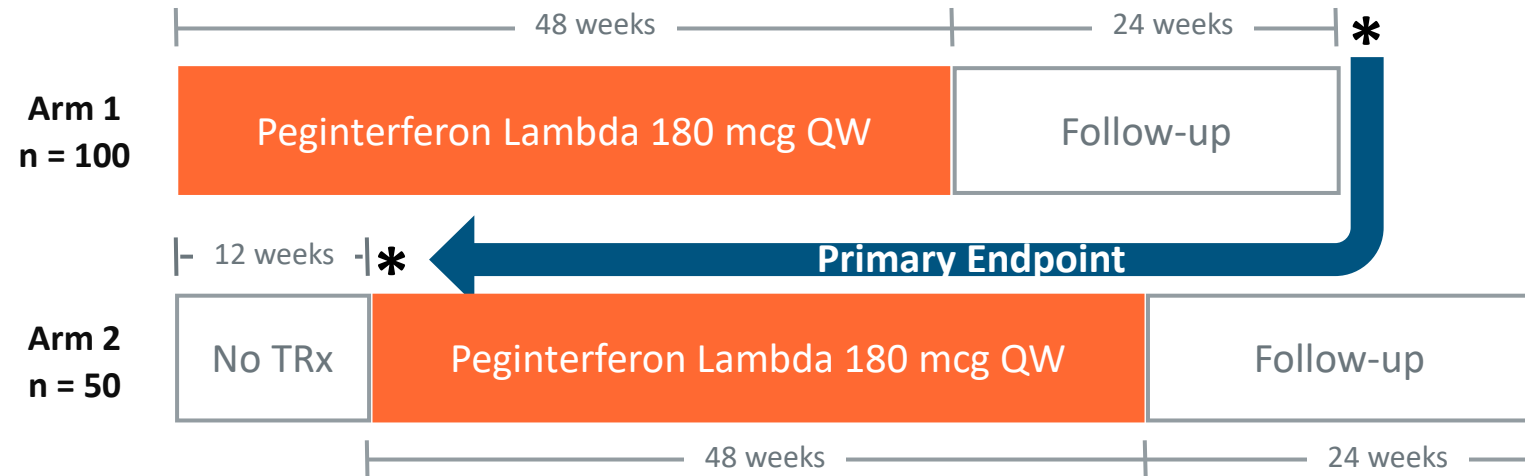 48 weeks
24 weeks
*
Arm 1
n = 100
Peginterferon Lambda 180 mcg QW
Follow-up
12 weeks
*
Primary Endpoint
Arm 2
n = 50
No TRx
Peginterferon Lambda 180 mcg QW
Follow-up
48 weeks
24 weeks